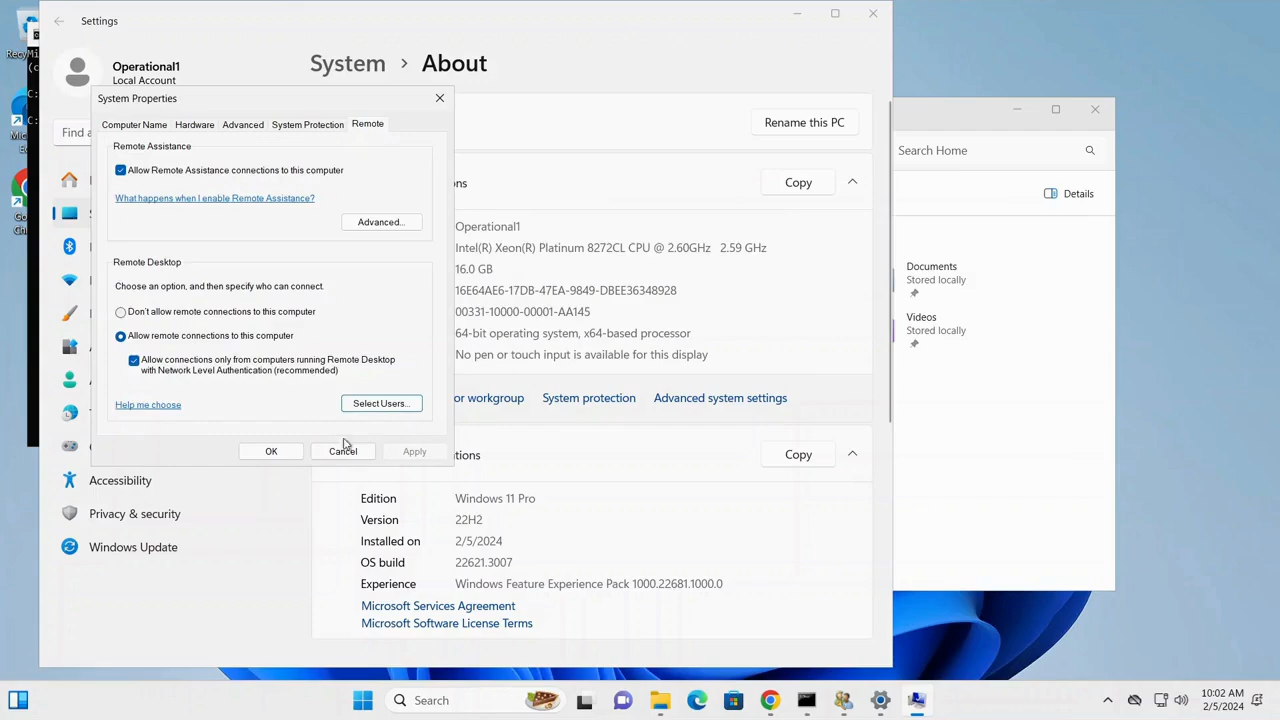 Settings
Operational1
Local Account
System > About
Rename this PC
System Properties
Computer Name
Hardware
Advanced
System Protection
Remote
Remote Assistance
Allow Remote Assistance connections to this computer
What happens when I enable Remote Assistance?
Advanced...
Remote Desktop
Choose an option, and then specify who can connect.
Don't allow remote connections to this computer
Allow remote connections to this computer
Allow connections only from computers running Remote Desktop
with Network Level Authentication (recommended)
Help me choose
Select Users...
OK
Cancel
Apply
Find a
ons
Copy
Operational1
Intel(R) Xeon(R) Platinum 8272CL CPU @ 2.60GHz 2.59 GHz
16.0 GB
16E64AE6-17DB-47EA-9849-DBEE36348928
00331-10000-00001-AA145
64-bit operating system, x64-based processor
No pen or touch input is available for this display
or workgroup
System protection
Advanced system settings
tions
Copy
Edition Windows 11 Pro
Version 22H2
Installed on 2/5/2024
OS build 22621.3007
Experience Windows Feature Experience Pack 1000.22681.1000.0
Microsoft Services Agreement
Microsoft Software License Terms
Accessibility
Privacy & security
Windows Update
Search Home
Details
Documents
Stored locally
Videos
Stored locally
Search
10:02 AM
2/5/2024